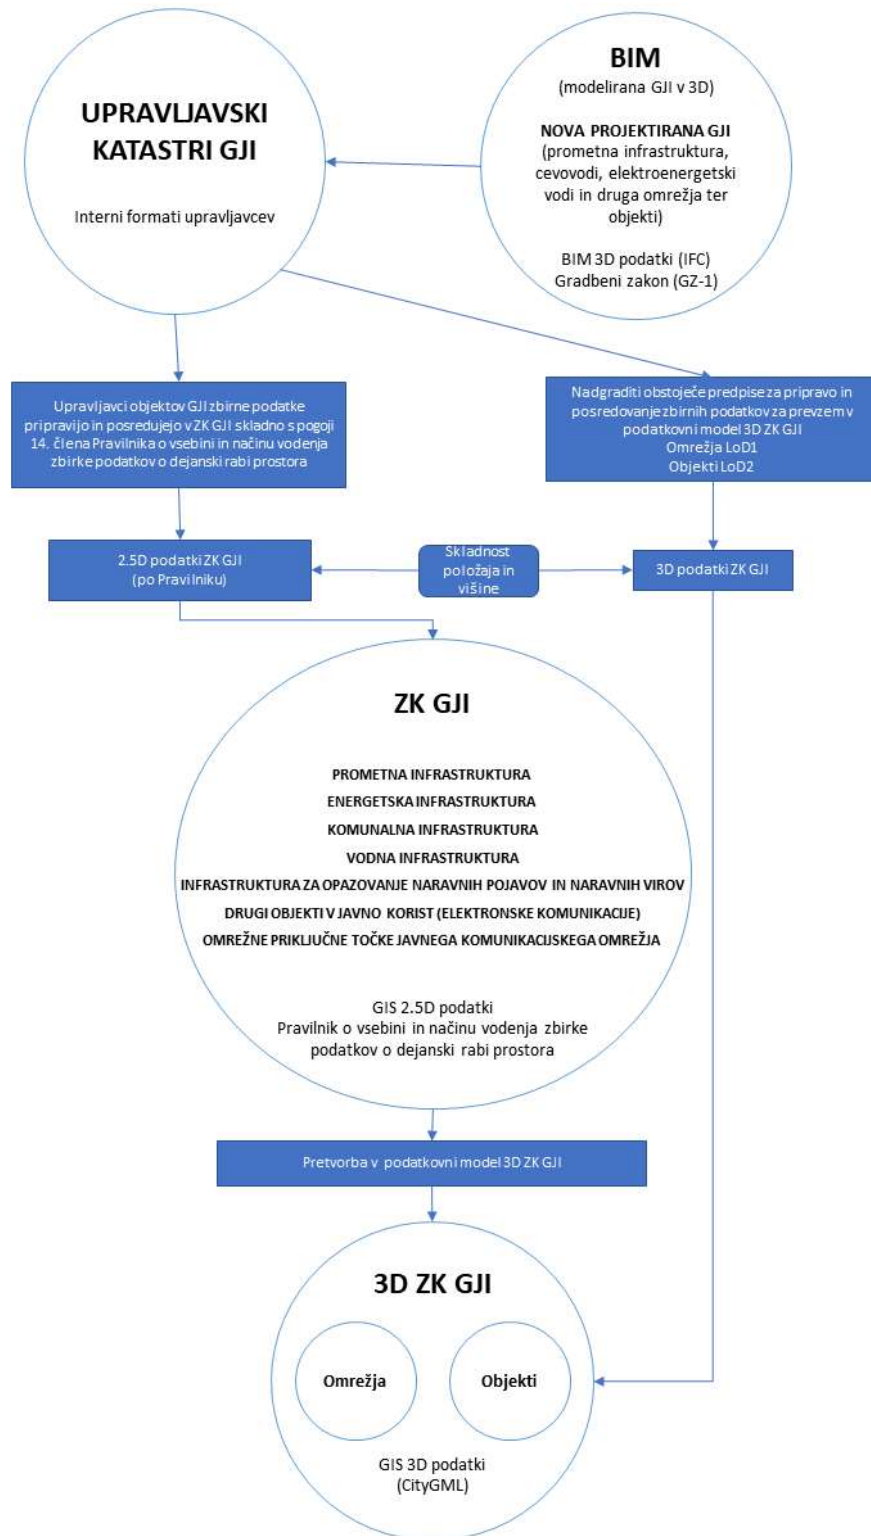 UPRAVLJAVSKI
KATASTRI GJI
Interni formati upravljavcev
BIM
(modelirana GJI v 3D)
NOVA PROJEKTIRANA GJI
(prometna infrastruktura,
cevovodi, elektroenergetski
vodi in druga omrežja ter
objekti)
BIM 3D podatki (IFC)
Gradbeni zakon (GZ-1)
Upravljavci objektov GJI zbirne podatke
pripravijo in posredujejo v ZK GJI skladno s pogoji
14. člena Pravilnika o vsebini in načinu vodenja
zbirke podatkov o dejanski rabi prostora
Nadgraditi obstoječe predpise za pripravo in
posredovanje zbirnih podatkov za prevzem v
podatkovni model 3D ZK GJI
Omrežja LoD1
Objekti LoD2
2.5D podatki ZK GJI
(po Pravilniku)
Skladnost
položaja in
višine
3D podatki ZK GJI
ZK GJI
PROMETNA INFRASTRUKTURA
ENERGETSKA INFRASTRUKTURA
KOMUNALNA INFRASTRUKTURA
VODNA INFRASTRUKTURA
INFRASTRUKTURA ZA OPAZOVANJE NARAVNIH POJAVOV IN NARAVNIH VIROV
DRUGI OBJEKTI V JAVNO KORIST (ELEKTRONSKE KOMUNIKACIJE)
OMREŽNE PRIKLJUČNE TOČKE JAVNEGA KOMUNIKACIJSKEGA OMREŽJA
GIS 2.5D podatki
Pravilnik o vsebini in načinu vodenja zbirke
podatkov o dejanski rabi prostora
Pretvorba v podatkovni model 3D ZK GJI
3D ZK GJI
Omrežja
Objekti
GIS 3D podatki
(CityGML)